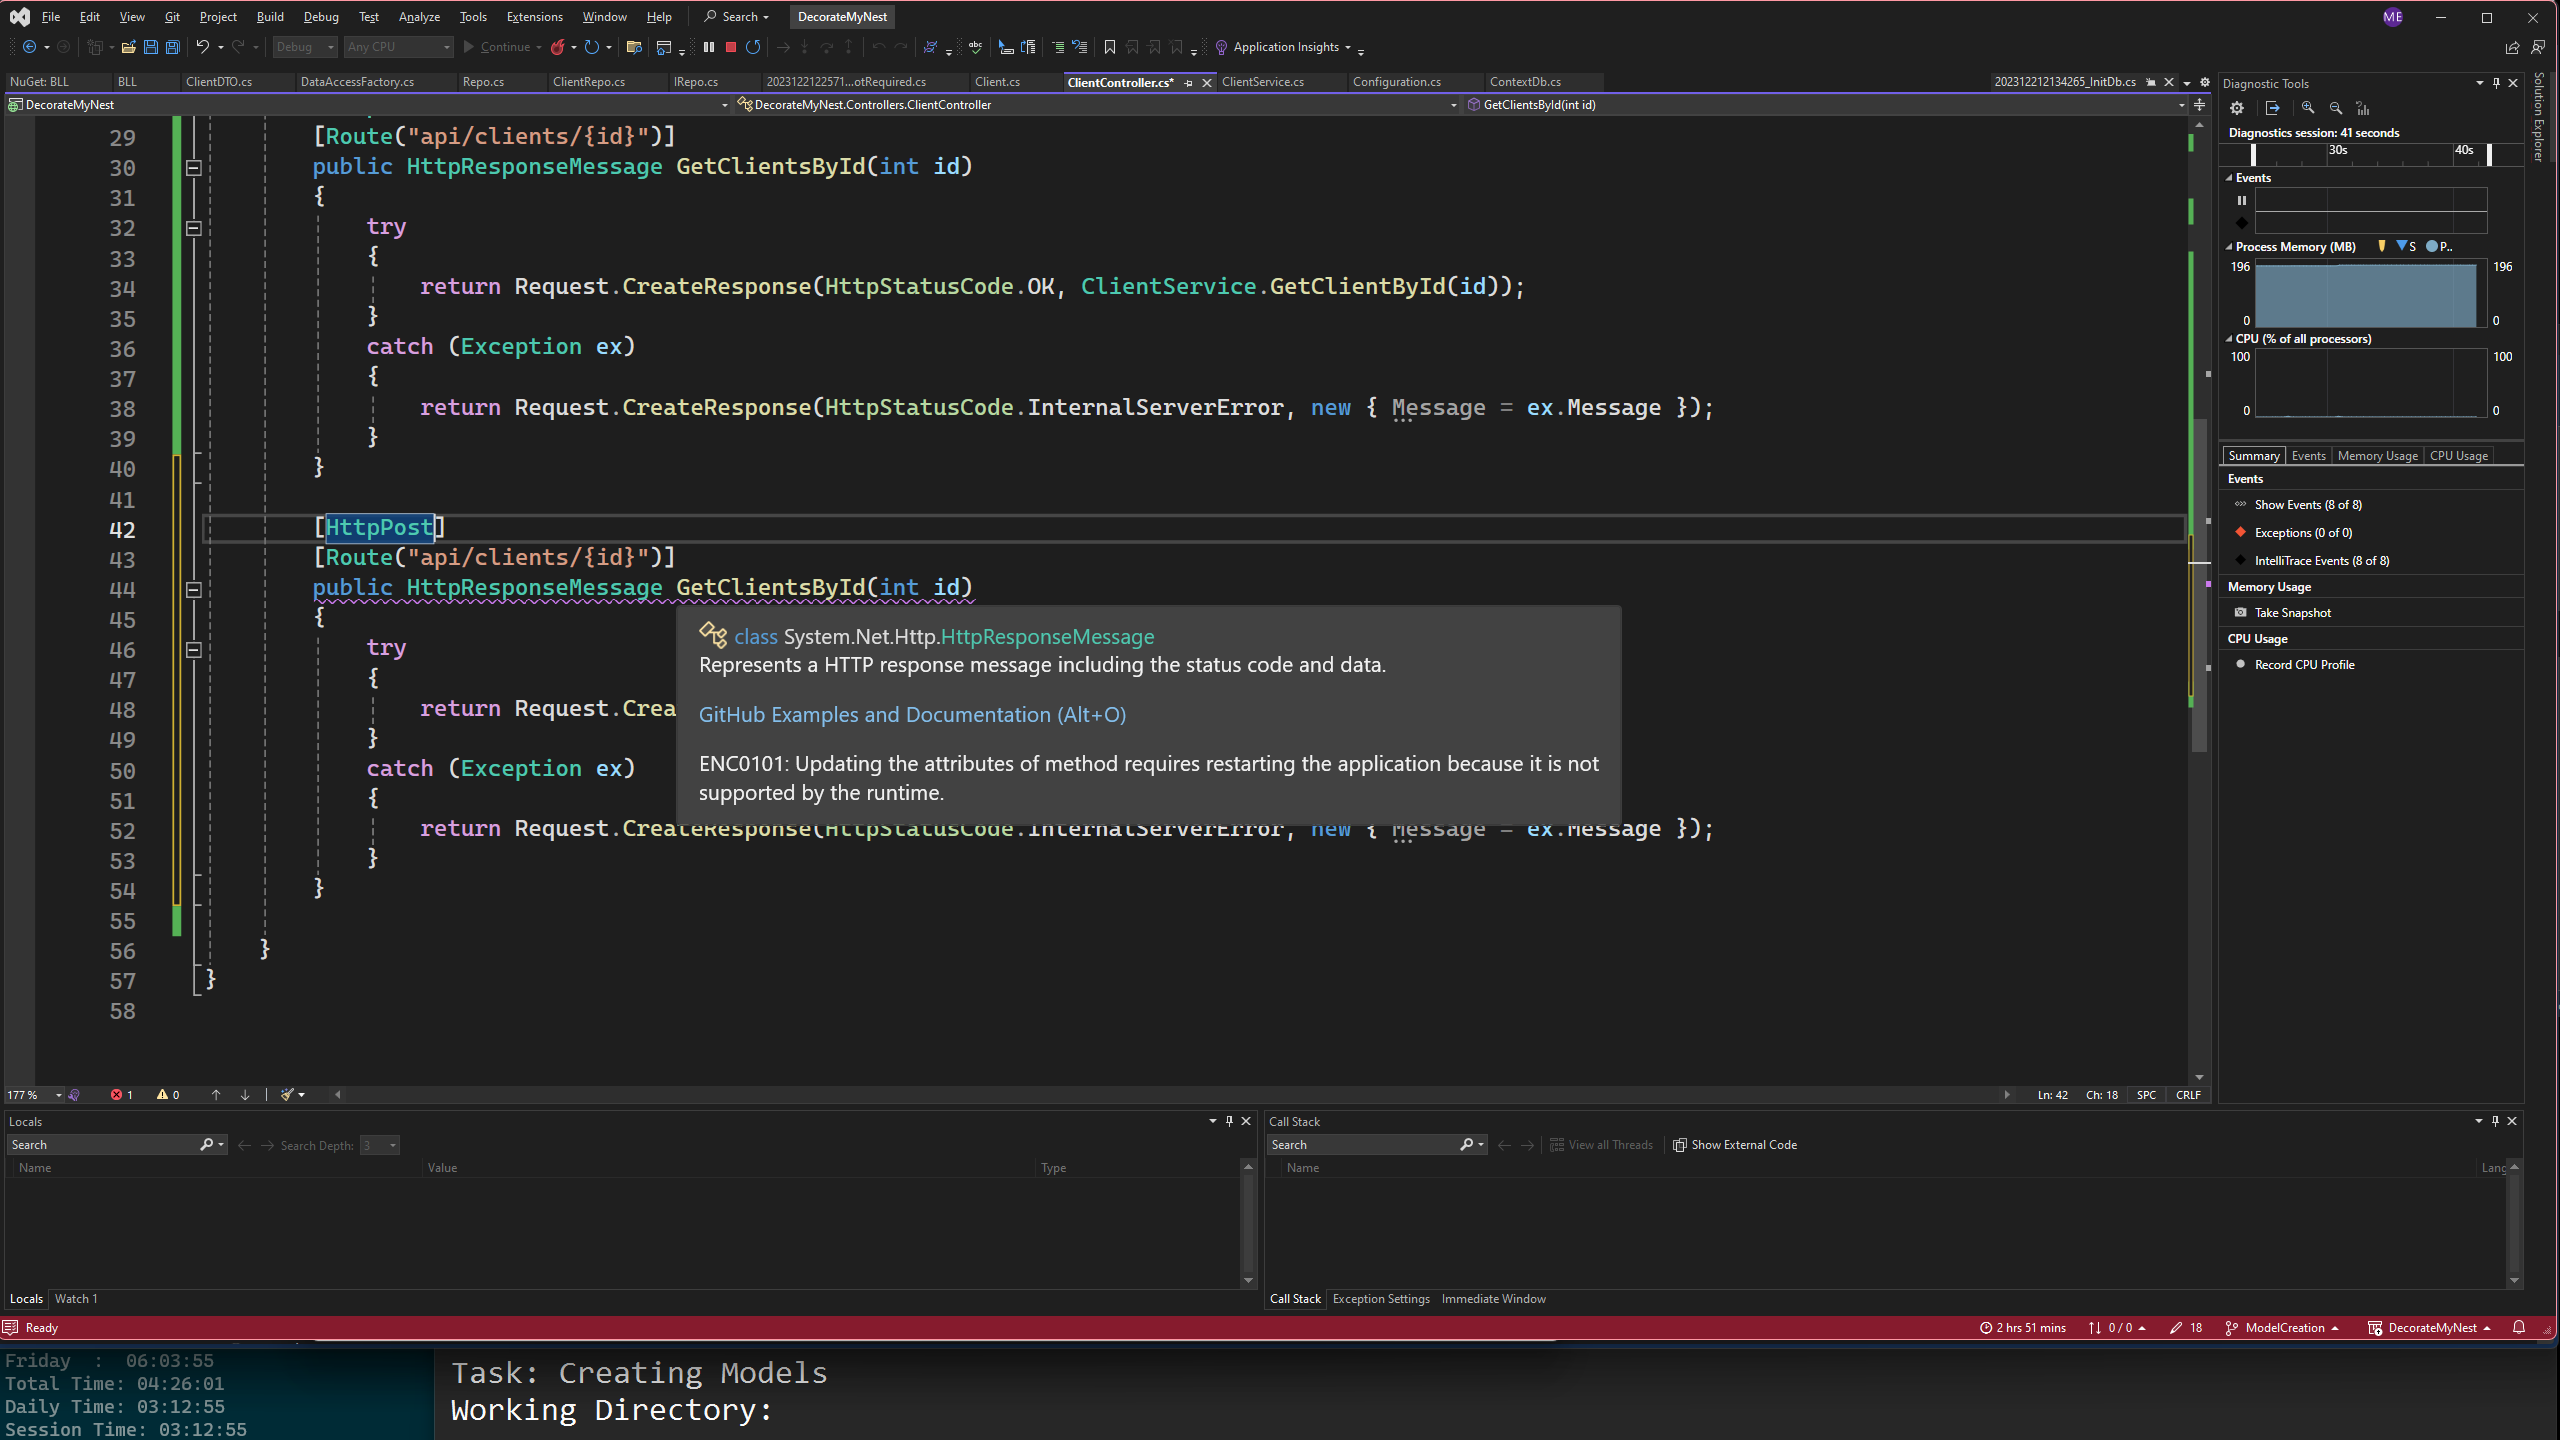 File Edit View Git Project Build Debug Test Analyze Tools Extensions Window Help Search DecorateMyNest ME
Debug Any CPU Continue Application Insights
NuGet: BLL BLL ClientDTO.cs DataAccessFactory.cs Repo.cs ClientRepo.cs IRepo.cs 2023122122571...otRequired.cs Client.cs ClientController.cs* ClientService.cs Configuration.cs ContextDb.cs 202312212134265_InitDb.cs
DecorateMyNest DecorateMyNest.Controllers.ClientController GetClientsById(int id)
29 [Route("api/clients/{id}")]
30 public HttpResponseMessage GetClientsById(int id)
31 {
32 try
33 {
34 return Request.CreateResponse(HttpStatusCode.OK, ClientService.GetClientById(id));
35 }
36 catch (Exception ex)
37 {
38 return Request.CreateResponse(HttpStatusCode.InternalServerError, new { Message = ex.Message });
39 }
40 }
41
42 [HttpPost]
43 [Route("api/clients/{id}")]
44 public HttpResponseMessage GetClientsById(int id)
45 {
46 try
47 {
48 return Request.Crea
49 }
50 catch (Exception ex)
51 {
52 return Request.CreateResponse(HttpStatusCode.InternalServerError, new { Message = ex.Message });
53 }
54 }
55
56 }
57 }
58
class System.Net.Http.HttpResponseMessage
Represents a HTTP response message including the status code and data.
GitHub Examples and Documentation (Alt+O)
ENC0101: Updating the attributes of method requires restarting the application because it is not
supported by the runtime.
177 % 1 0 Ln: 42 Ch: 18 SPC CRLF
Diagnostic Tools
Diagnostics session: 41 seconds
30s 40s
Events
Process Memory (MB) S P..
196 196
0 0
CPU (% of all processors)
100 100
0 0
Summary Events Memory Usage CPU Usage
Events
Show Events (8 of 8)
Exceptions (0 of 0)
IntelliTrace Events (8 of 8)
Memory Usage
Take Snapshot
CPU Usage
Record CPU Profile
Solution Explorer
Locals
Search Search Depth: 3
Name Value Type
Locals Watch 1
Call Stack
Search View all Threads Show External Code
Name Lang
Call Stack Exception Settings Immediate Window
Ready 2 hrs 51 mins 0 / 0 18 ModelCreation DecorateMyNest
Friday : 06:03:55
Total Time: 04:26:01
Daily Time: 03:12:55
Session Time: 03:12:55
Task: Creating Models
Working Directory: